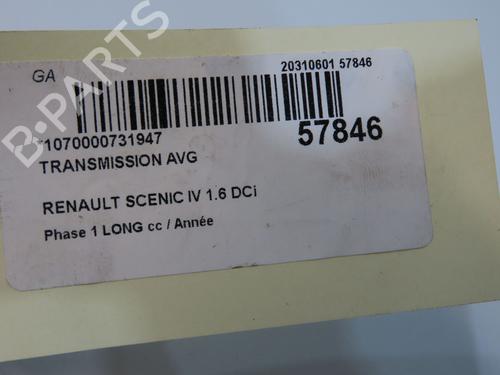 GA
20310601 57846
1070000731947
57846
TRANSMISSION AVG
RENAULT SCENIC IV 1.6 DCi
Phase 1 LONG cc / Année
B-PARTS